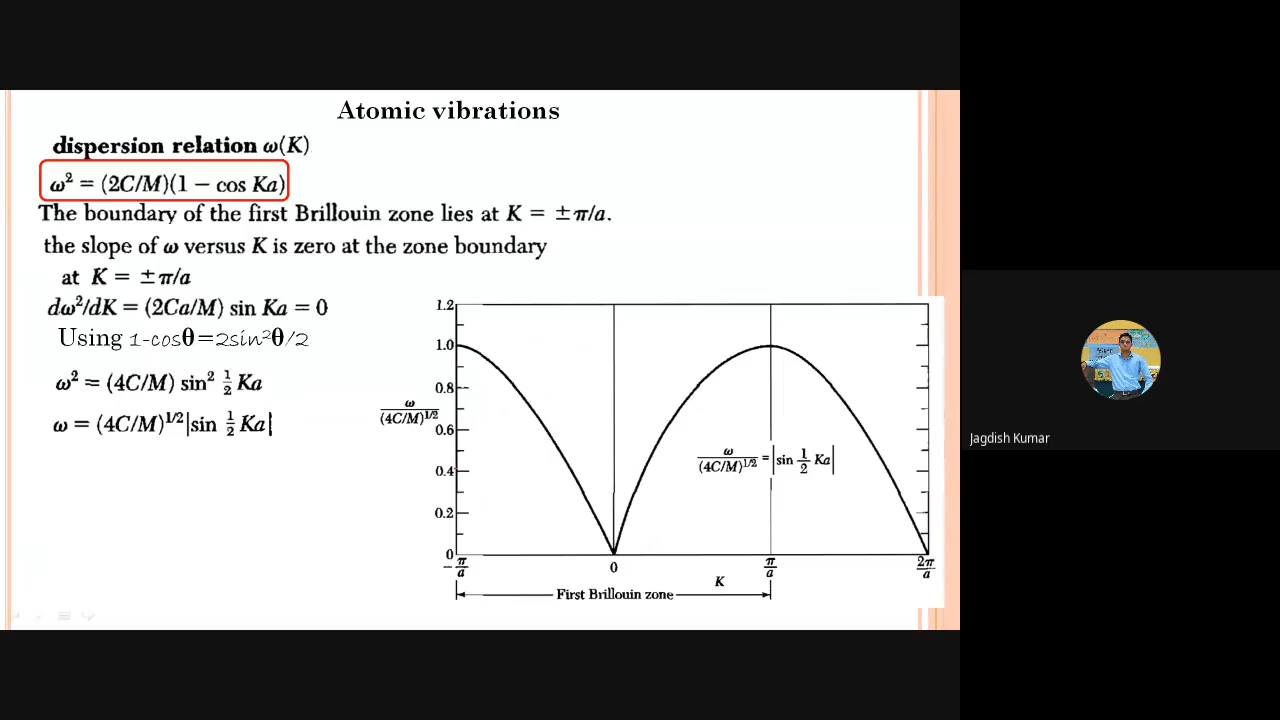 Atomic vibrations
dispersion relation ω(K)
ω² = (2C/M)(1 − cos Ka)
The boundary of the first Brillouin zone lies at K = ±π/a.
the slope of ω versus K is zero at the zone boundary
at K = ±π/a
dω²/dK = (2Ca/M) sin Ka = 0
Using 1-cosθ=2sin²θ/2
ω² = (4C/M) sin² ½ Ka
ω = (4C/M)^1/2|sin ½ Ka|
1.2
1.0
0.8
ω/(4C/M)^1/2
0.6
ω/(4C/M)^1/2 = |sin ½ Ka|
0.4
0.2
0
−π/a 0 π/a 2π/a
K
First Brillouin zone
Jagdish Kumar